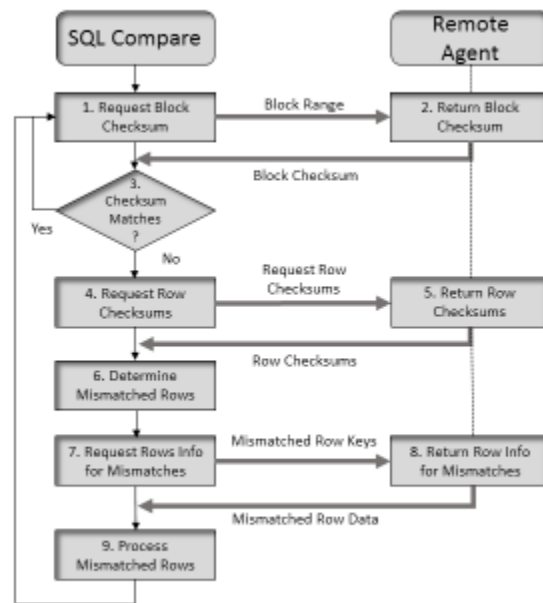 SQL Compare
Remote
Agent
1. Request Block
Checksum
Block Range
2. Return Block
Checksum
Block Checksum
3.
Checksum
Matches
?
Yes
No
4. Request Row
Checksums
Request Row
Checksums
5. Return Row
Checksums
Row Checksums
6. Determine
Mismatched Rows
7. Request Rows Info
for Mismatches
Mismatched Row Keys
8. Return Row Info
for Mismatches
Mismatched Row Data
9. Process
Mismatched Rows